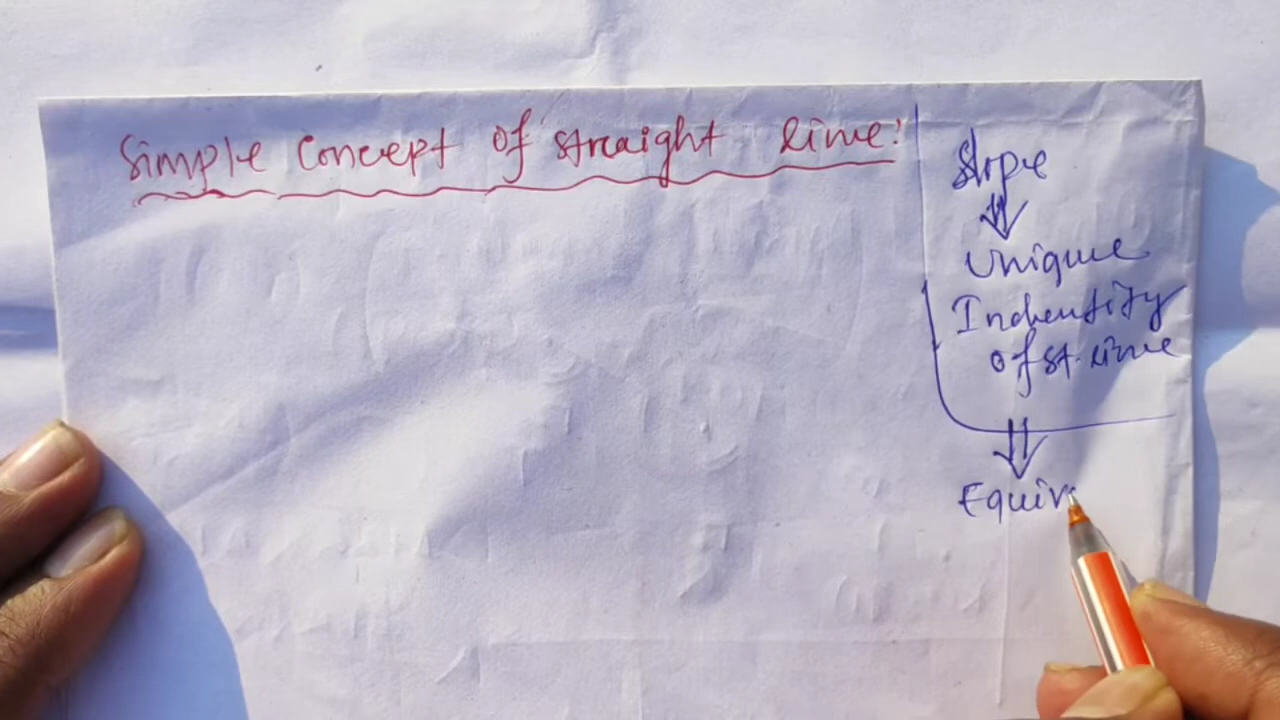 Simple Concept of straight line:
Slope
Unique
Indentity
of st. line
Equiv